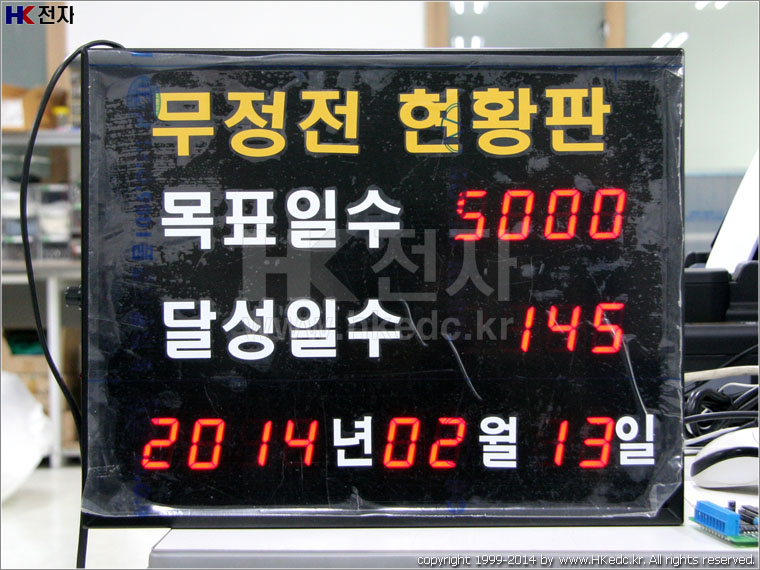 HK 전자
무정전 현황판
목표일수 5000
HK전자
달성일수 145
www.hkedc.kr
2014년 02월 13일
copyright 1999-2014 by www.HKedc.kr. All rights reserved.